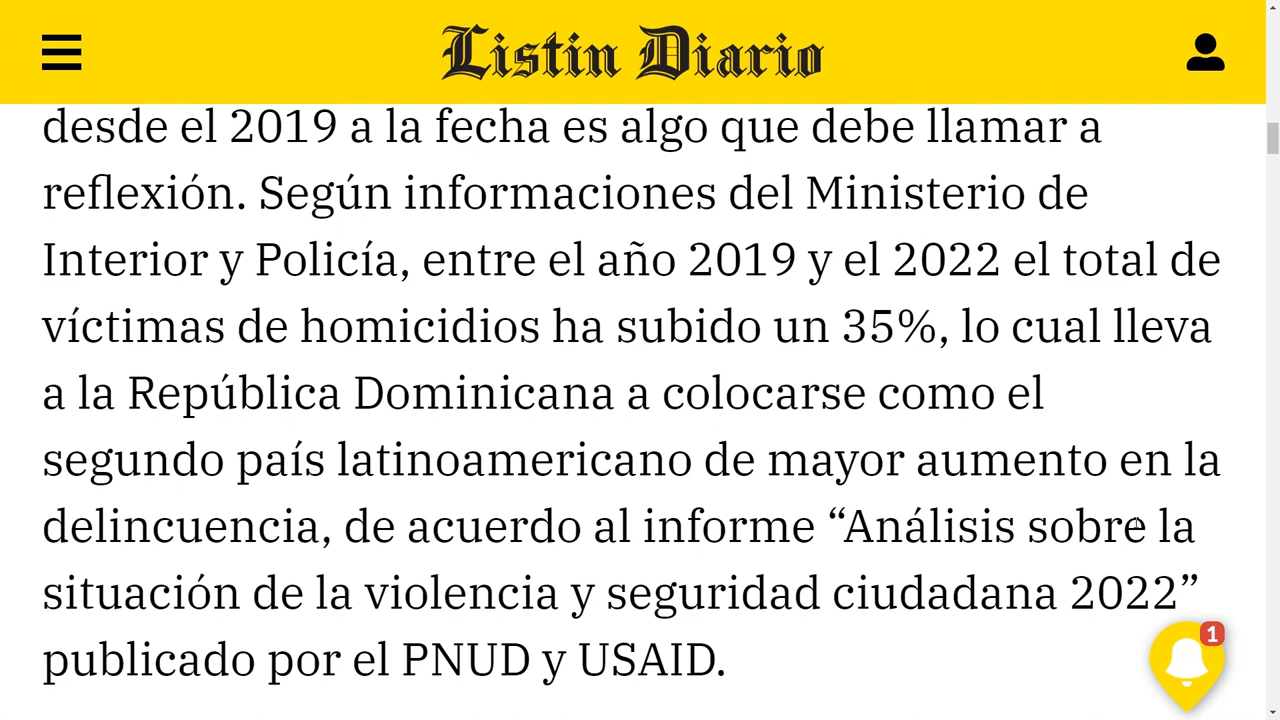 Listin Diario
desde el 2019 a la fecha es algo que debe llamar a
reflexión. Según informaciones del Ministerio de
Interior y Policía, entre el año 2019 y el 2022 el total de
víctimas de homicidios ha subido un 35%, lo cual lleva
a la República Dominicana a colocarse como el
segundo país latinoamericano de mayor aumento en la
delincuencia, de acuerdo al informe “Análisis sobre la
situación de la violencia y seguridad ciudadana 2022”
1
publicado por el PNUD y USAID.